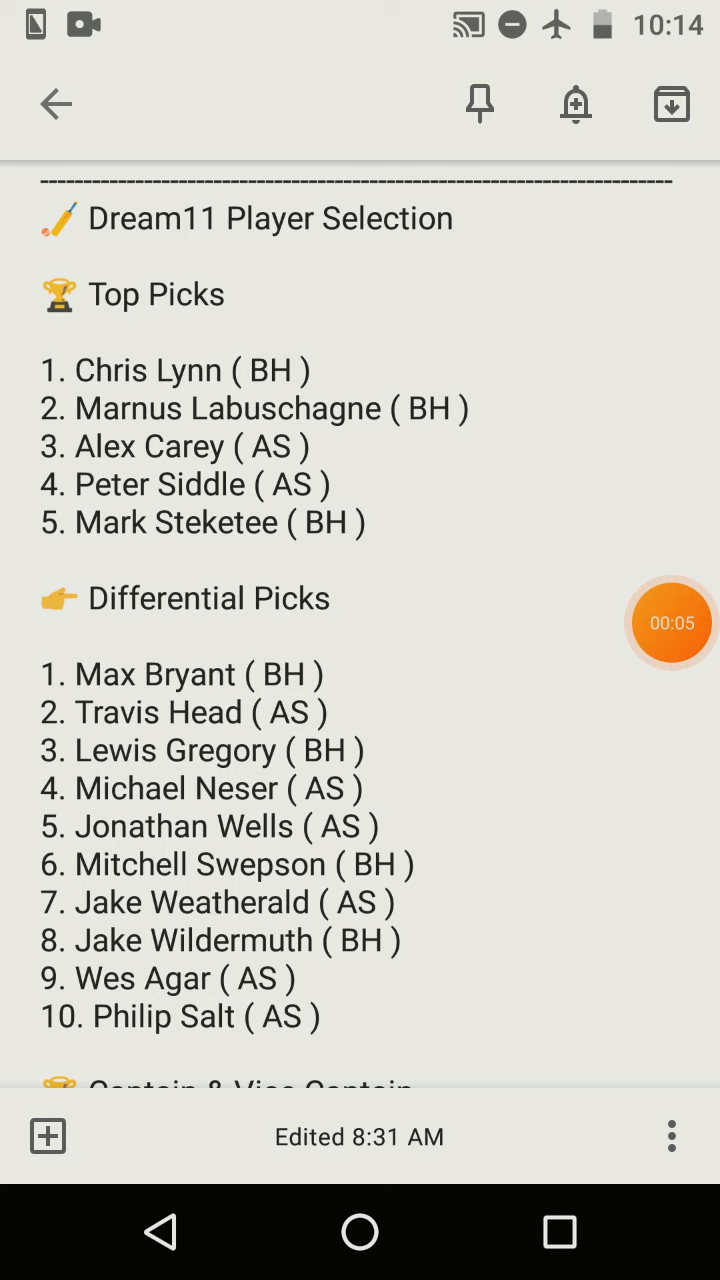 10:14
------------------------------------------------------------------------
Dream11 Player Selection
Top Picks
1. Chris Lynn ( BH )
2. Marnus Labuschagne ( BH )
3. Alex Carey ( AS )
4. Peter Siddle ( AS )
5. Mark Steketee ( BH )
Differential Picks
00:05
1. Max Bryant ( BH )
2. Travis Head ( AS )
3. Lewis Gregory ( BH )
4. Michael Neser ( AS )
5. Jonathan Wells ( AS )
6. Mitchell Swepson ( BH )
7. Jake Weatherald ( AS )
8. Jake Wildermuth ( BH )
9. Wes Agar ( AS )
10. Philip Salt ( AS )
Captain & Vice Captain
Edited 8:31 AM